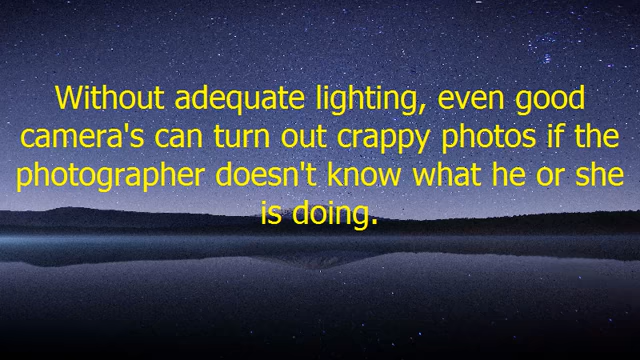 Without adequate lighting, even good
camera's can turn out crappy photos if the
photographer doesn't know what he or she
is doing.